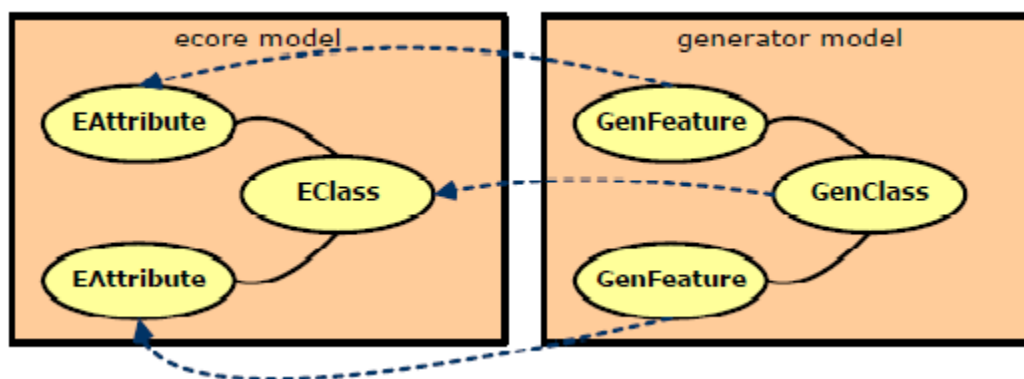 ecore model
generator model
EAttribute
GenFeature
EClass
GenClass
EAttribute
GenFeature